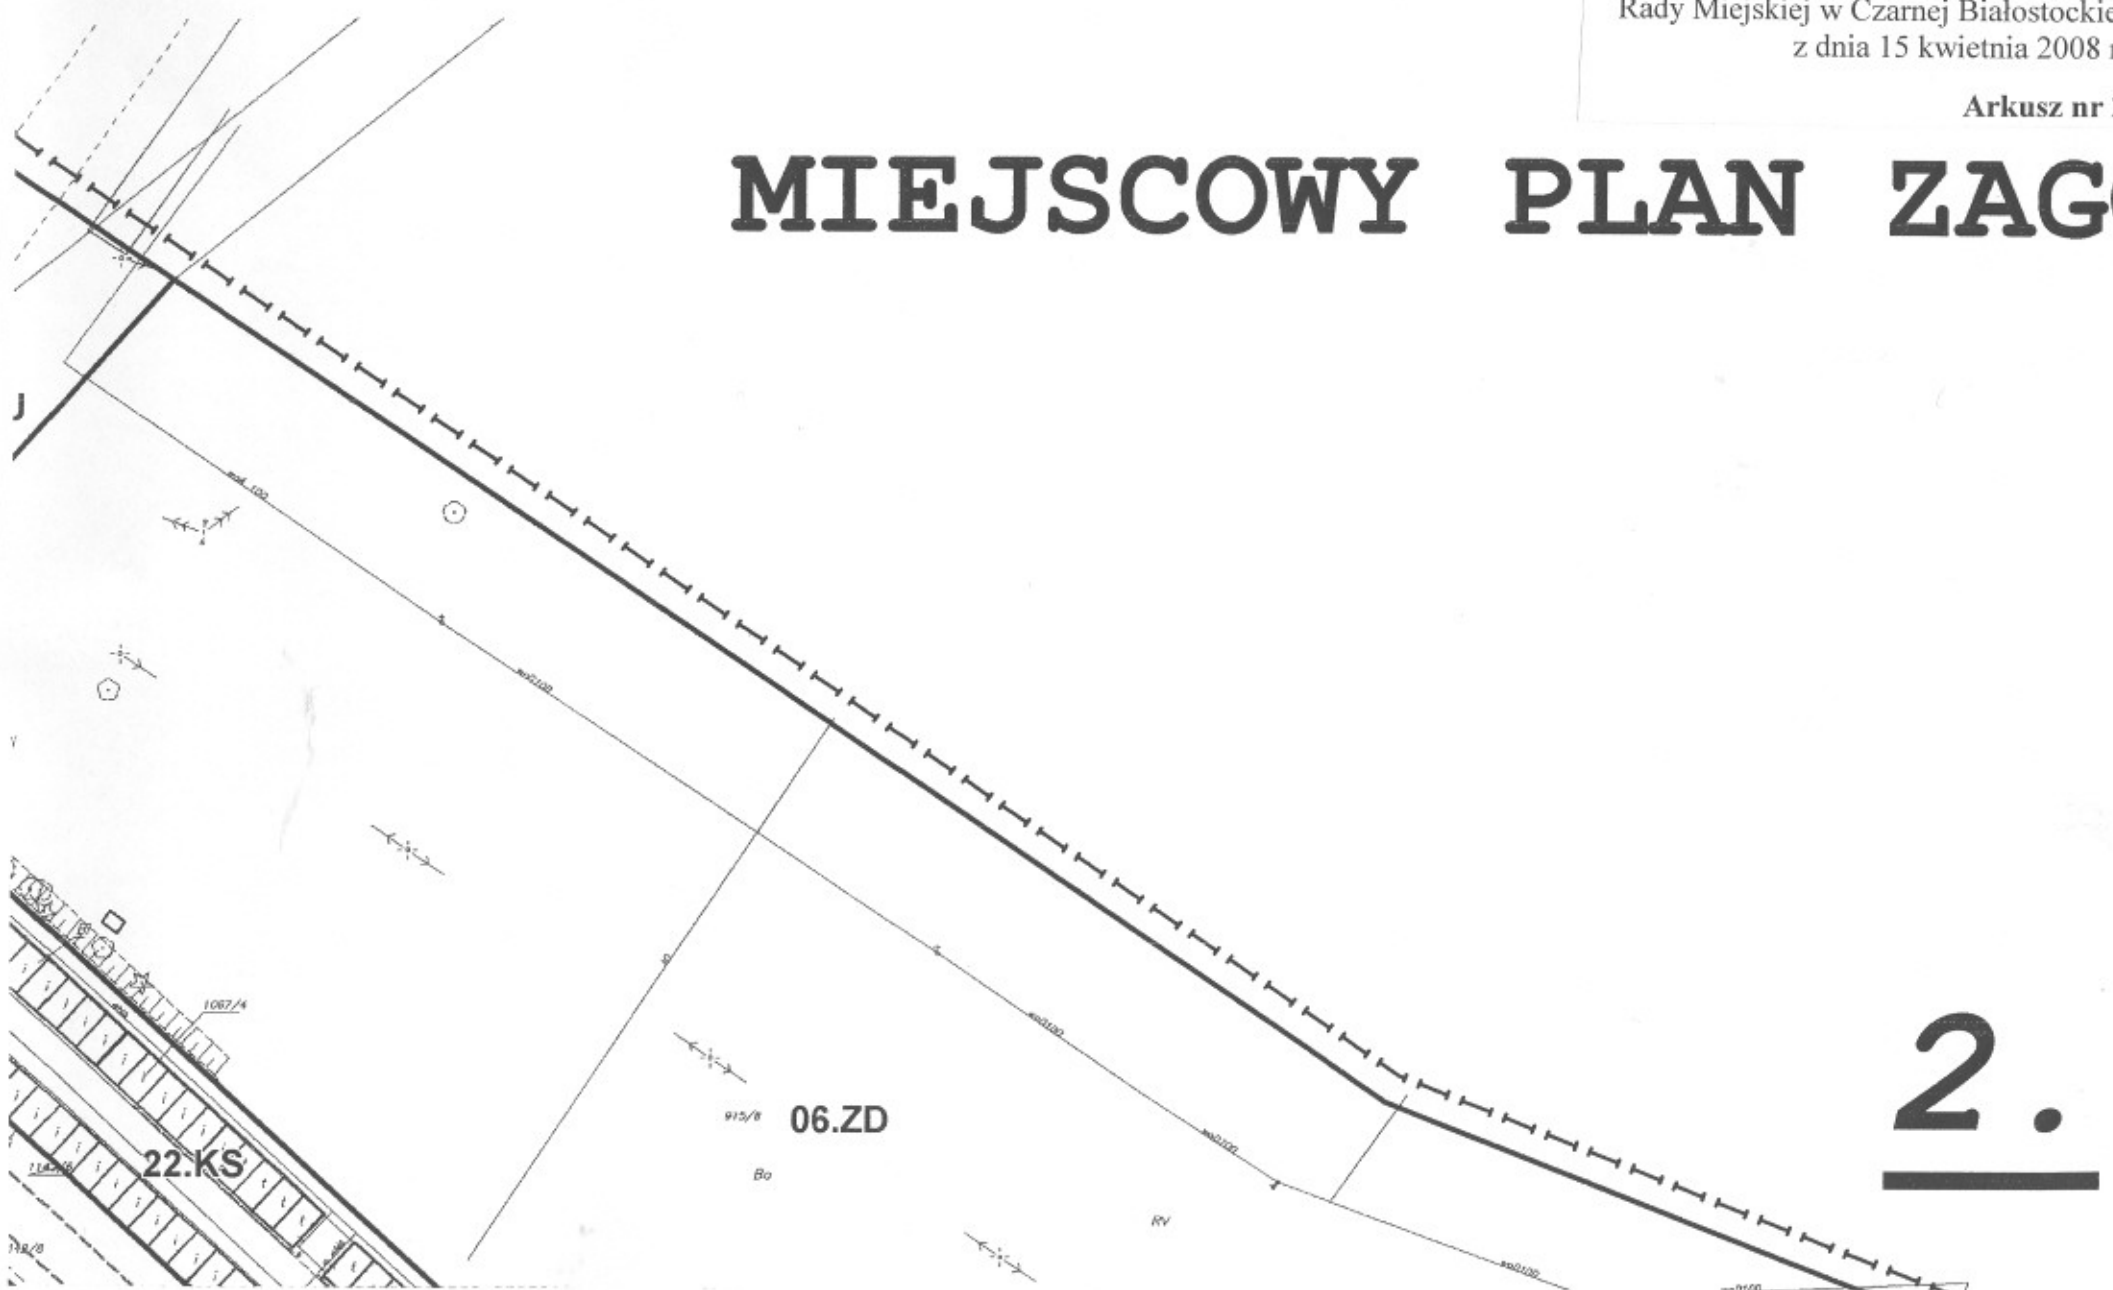 Rady Miejskiej w Czarnej Białostockie
z dnia 15 kwietnia 2008 r
Arkusz nr
MIEJSCOWY PLAN ZAG
J
1067/4
915/8 06.ZD
22.KS
2.
Ba
RV